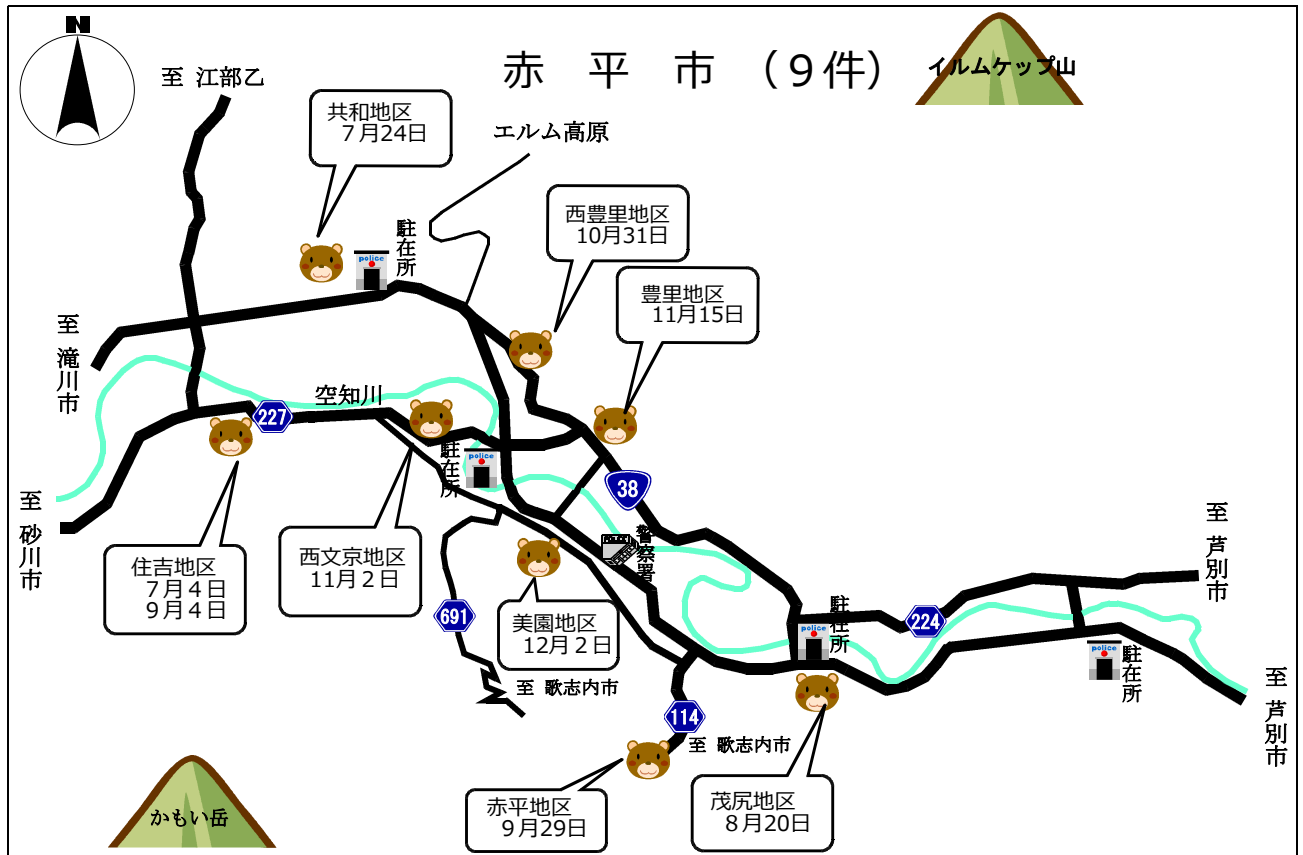 N
赤平市（9件）
イルムケップ山
至 江部乙
共和地区
7月24日
エルム高原
西豊里地区
10月31日
駐在所
police
豊里地区
11月15日
至 滝川市
空知川
227
駐在所
police
38
至 砂川市
警察署
POLICE
至 芦別市
住吉地区
7月4日
9月4日
西文京地区
11月2日
691
美園地区
12月2日
駐在所
police
224
駐在所
police
至 歌志内市
至 芦別市
114
至 歌志内市
赤平地区
9月29日
茂尻地区
8月20日
かもい岳